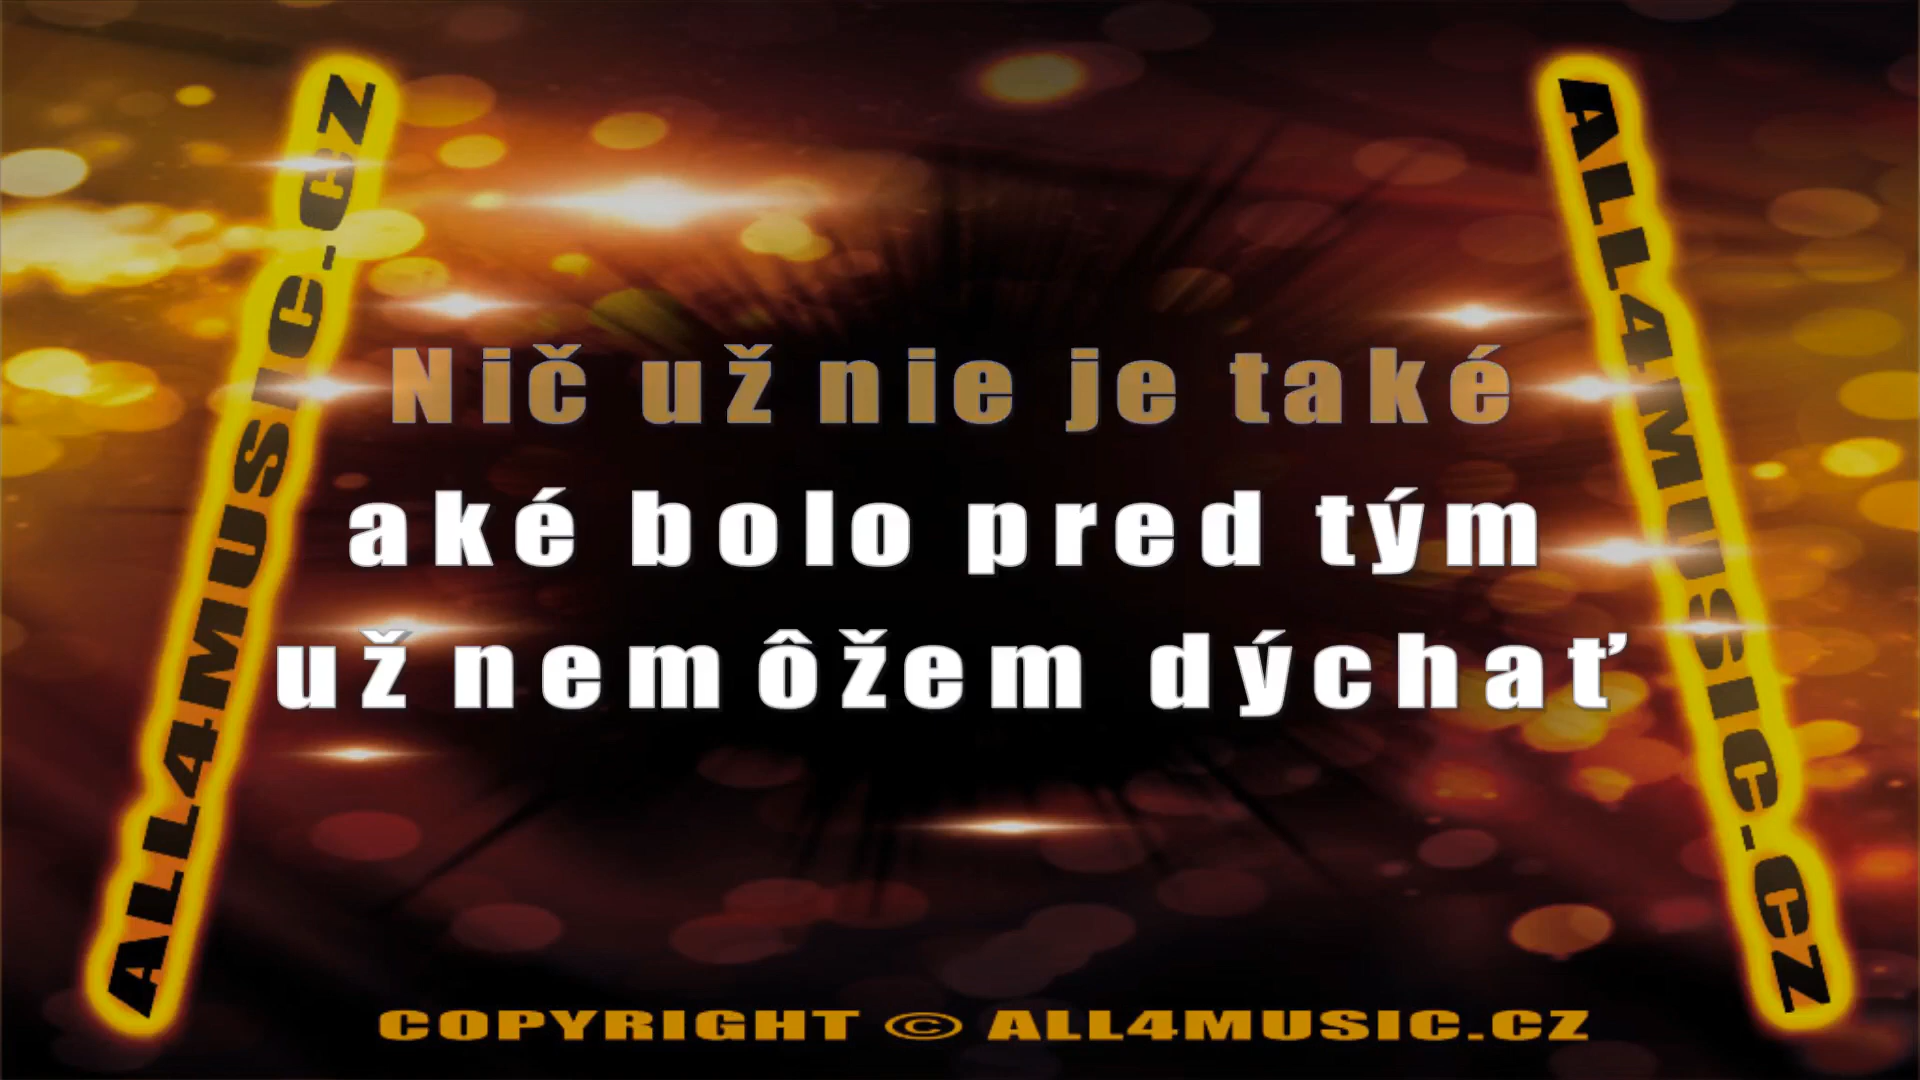 ALL4MUSIC.CZ
ALL4MUSIC.CZ
Nič už nie je také
aké bolo pred tým
už nemôžem dýchať
COPYRIGHT © ALL4MUSIC.CZ